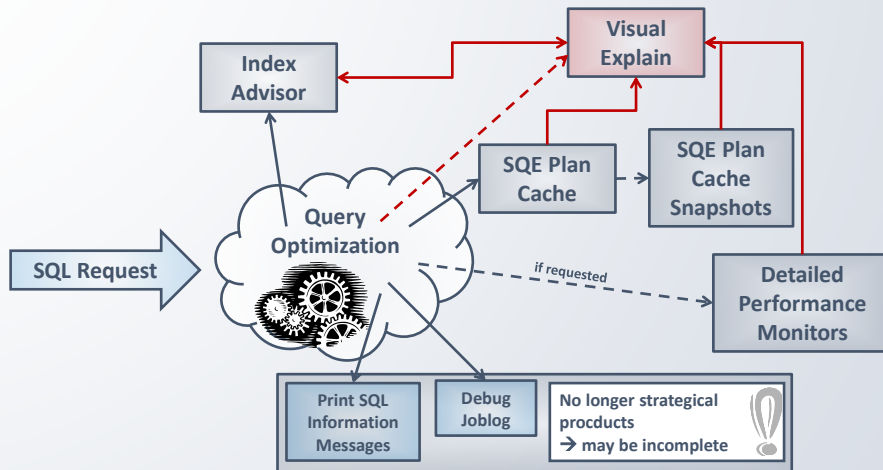 Visual
Explain
Index
Advisor
SQE Plan
Cache
SQE Plan
Cache
Snapshots
Query
Optimization
SQL Request
if requested
Detailed
Performance
Monitors
Print SQL
Information
Messages
Debug
Joblog
No longer strategical
procducts
→ may be incomplete